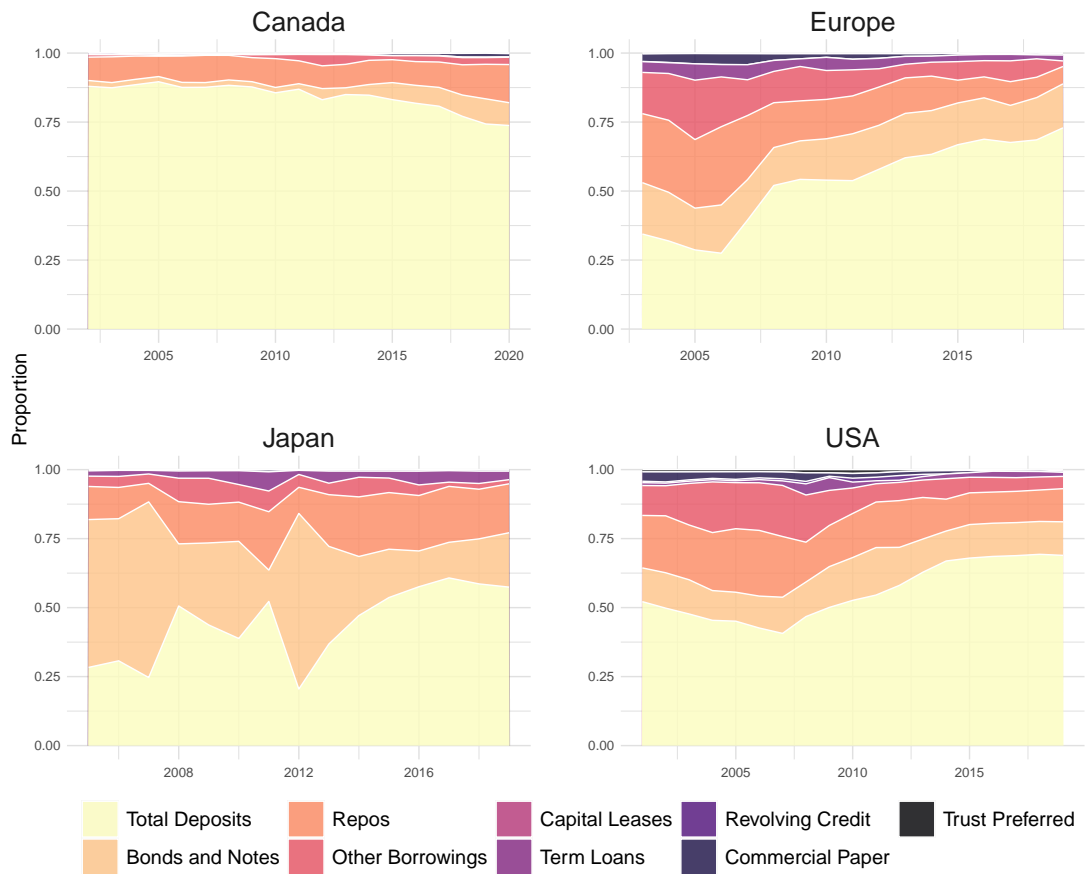 Canada
Europe
1.00
0.75
0.50
0.25
0.00
2005
2010
2015
2020
1.00
0.75
0.50
0.25
0.00
2005
2010
2015
Proportion
Japan
USA
1.00
0.75
0.50
0.25
0.00
2008
2012
2016
1.00
0.75
0.50
0.25
0.00
2005
2010
2015
Total Deposits
Repos
Capital Leases
Revolving Credit
Trust Preferred
Bonds and Notes
Other Borrowings
Term Loans
Commercial Paper